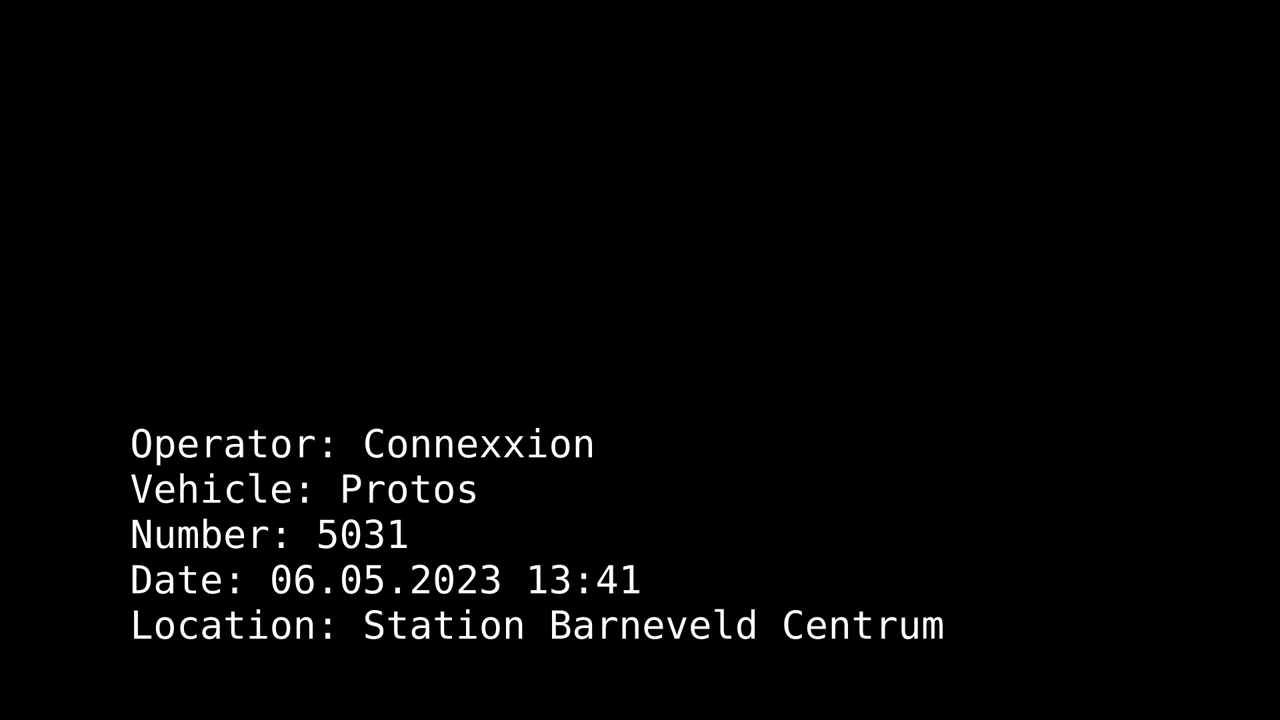 Operator: Connexxion
Vehicle: Protos
Number: 5031
Date: 06.05.2023 13:41
Location: Station Barneveld Centrum